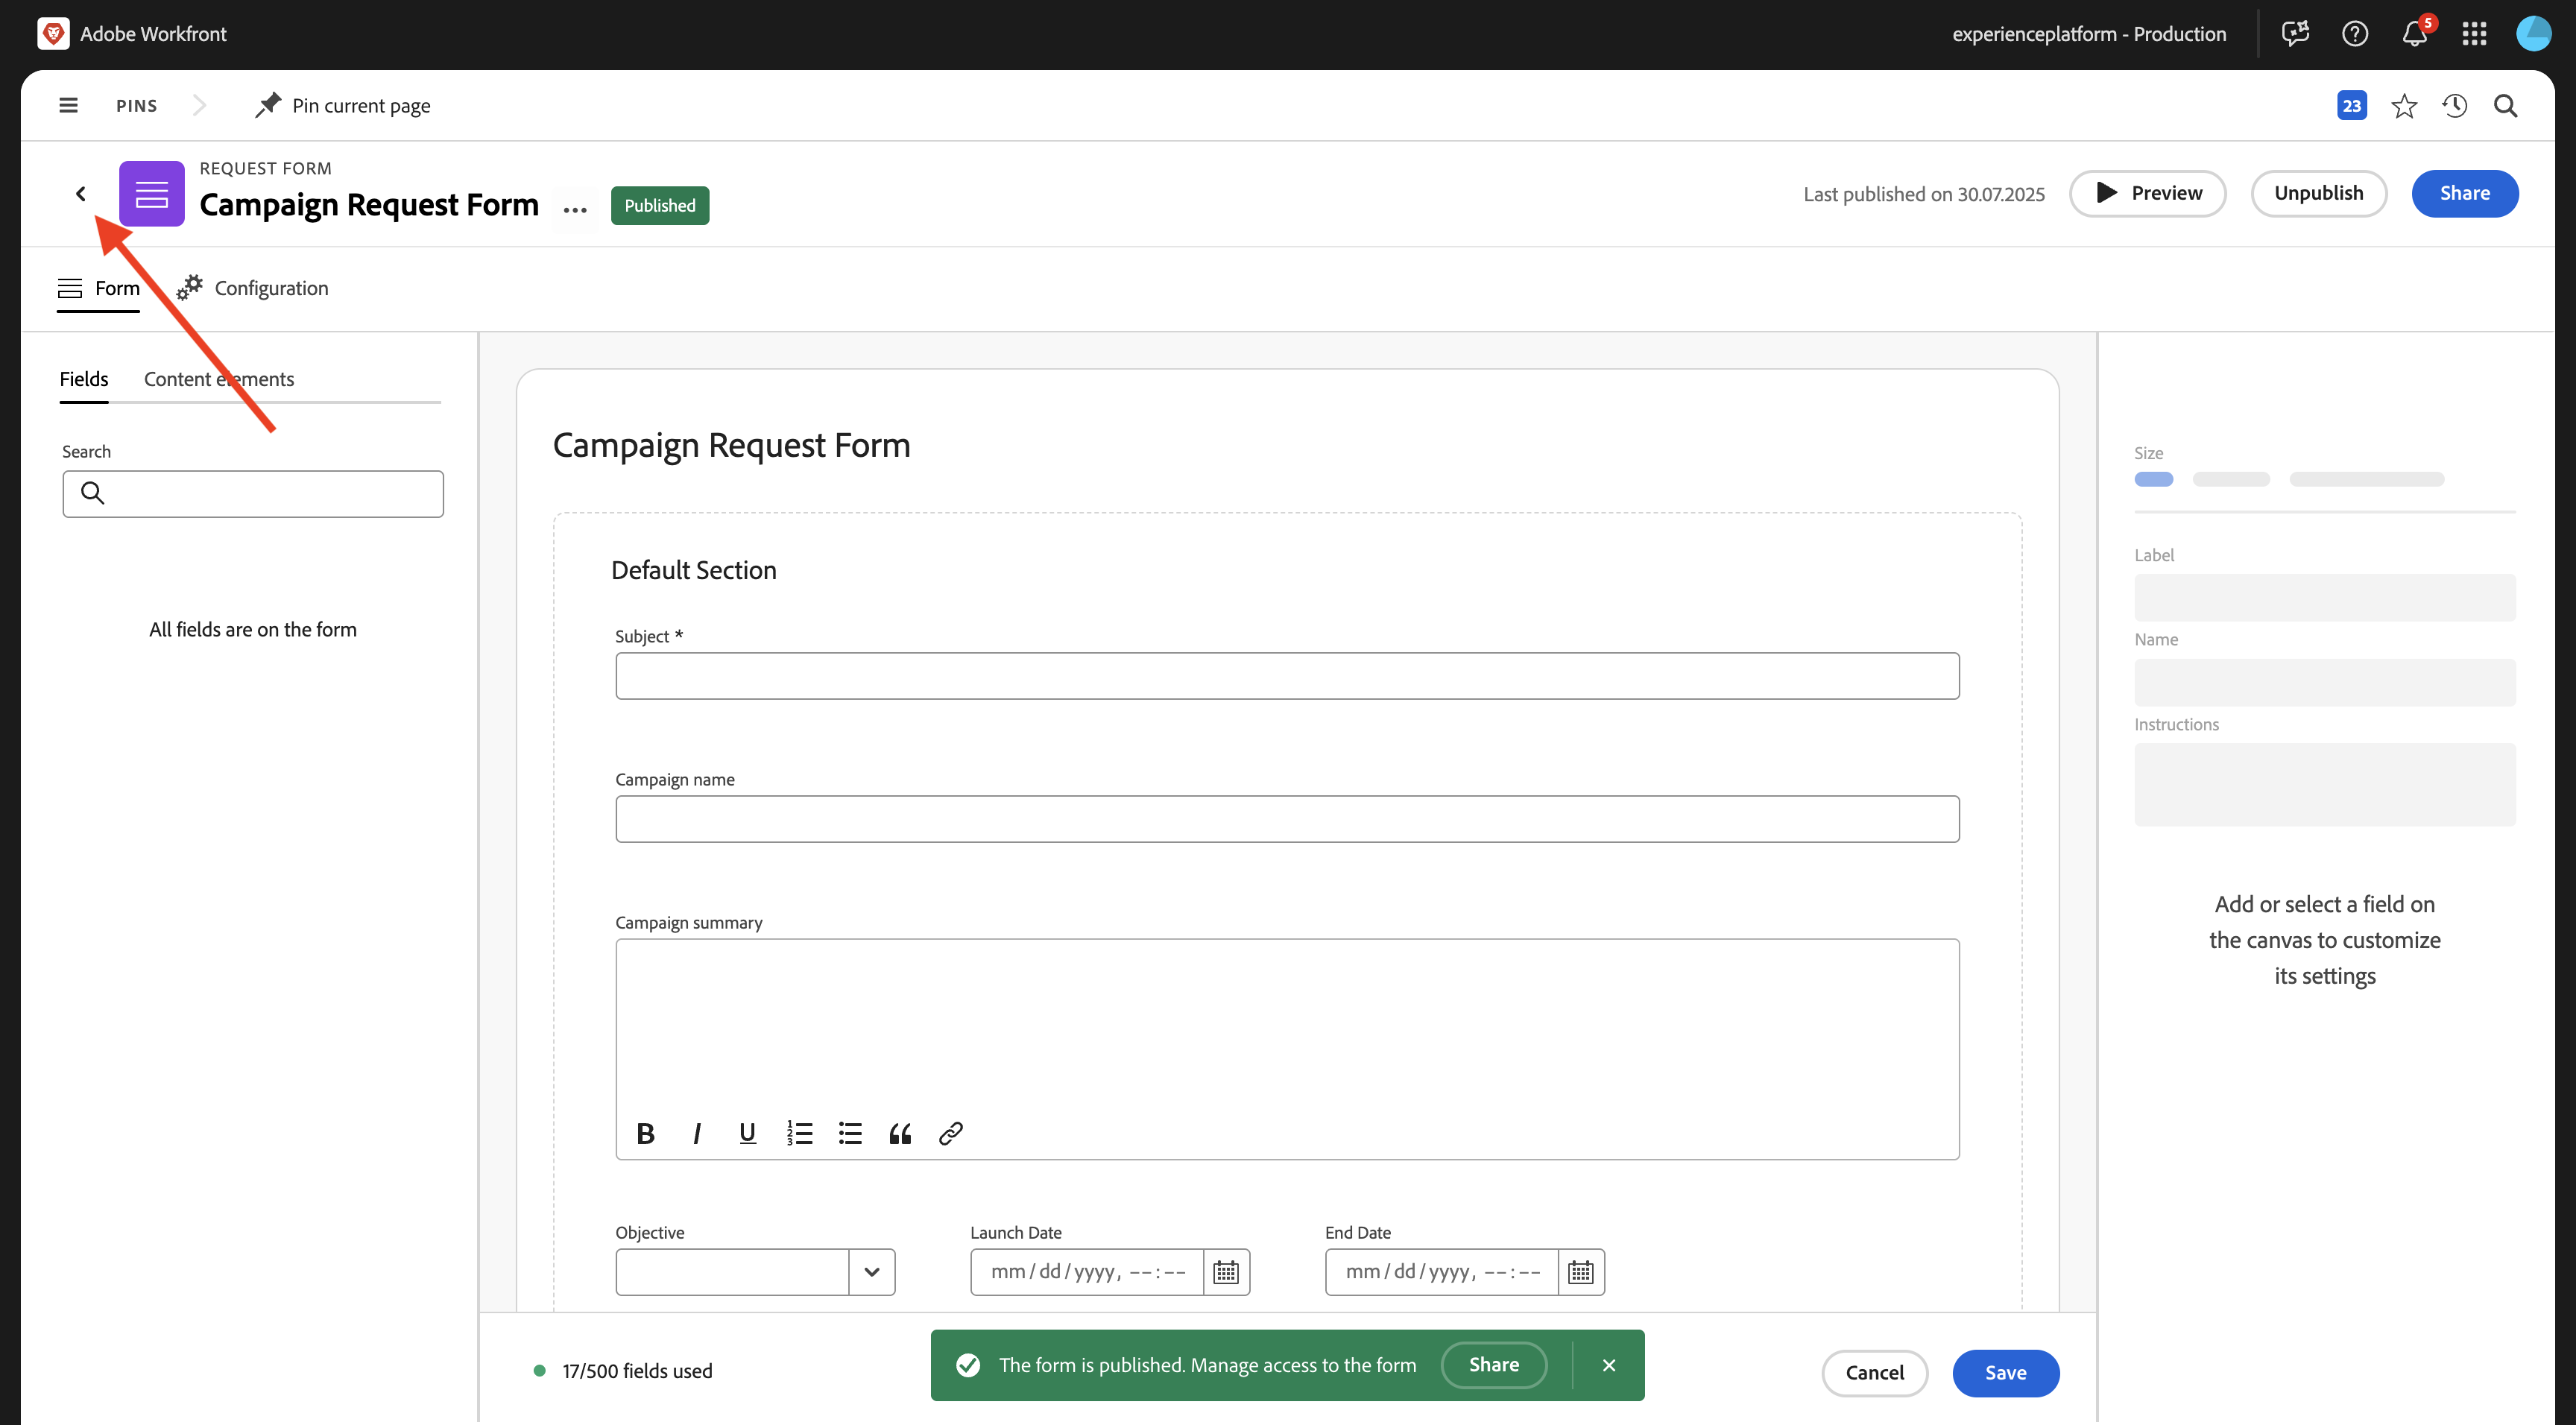 Adobe Workfront
experienceplatform - Production
5
PINS
Pin current page
23
REQUEST FORM
Campaign Request Form
...
Published
Last published on 30.07.2025
Preview
Unpublish
Share
Form
Configuration
Fields
Content elements
Search
All fields are on the form
Campaign Request Form
Default Section
Subject *
Campaign name
Campaign summary
B I U
Objective
Launch Date
End Date
mm/dd/yyyy, --:--
mm/dd/yyyy, --:--
17/500 fields used
The form is published. Manage access to the form
Share
Cancel
Save
Size
Label
Name
Instructions
Add or select a field on
the canvas to customize
its settings